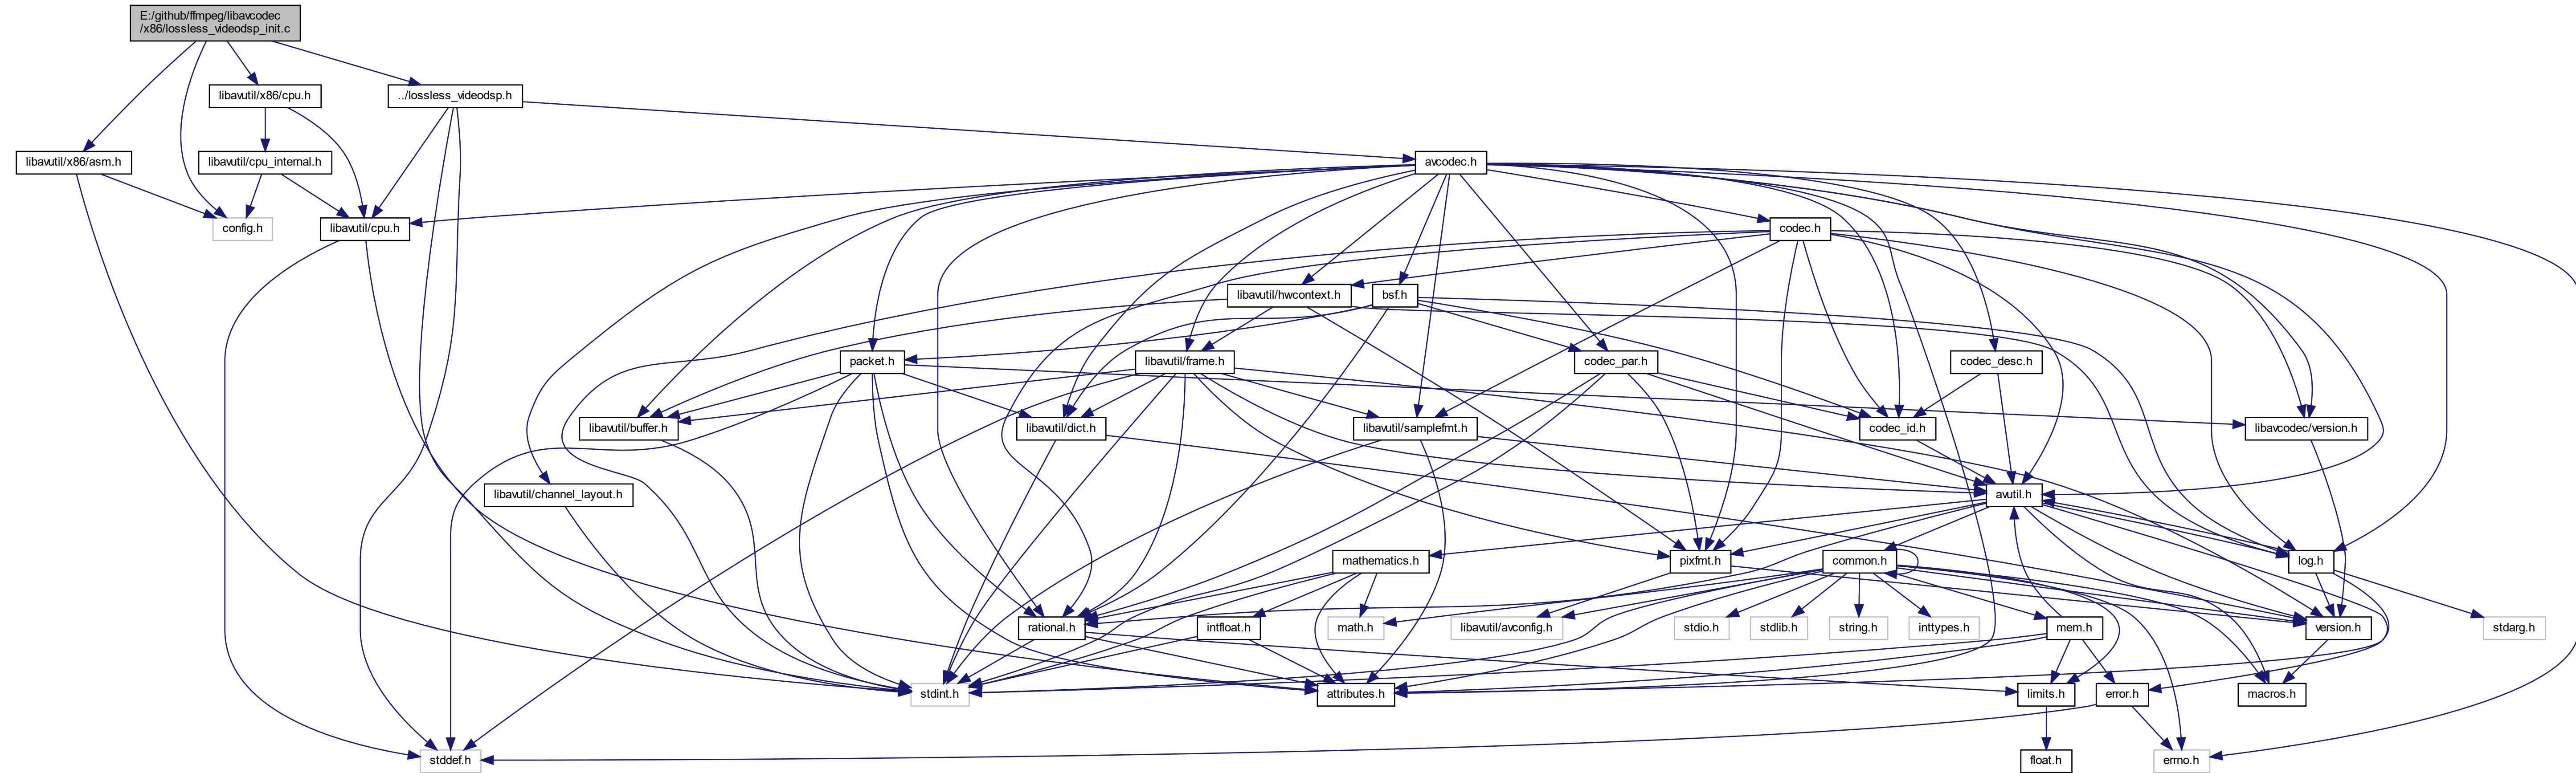 E:/github/ffmpeg/libavcodec
/x86/lossless_videodsp_init.c
libavutil/x86/cpu.h
../lossless_videodsp.h
libavutil/x86/asm.h
libavutil/cpu_internal.h
avcodec.h
config.h
libavutil/cpu.h
codec.h
libavutil/hwcontext.h
bsf.h
packet.h
libavutil/frame.h
codec_par.h
codec_desc.h
libavutil/buffer.h
libavutil/dict.h
libavutil/samplefmt.h
codec_id.h
libavcodec/version.h
libavutil/channel_layout.h
avutil.h
mathematics.h
pixfmt.h
common.h
log.h
rational.h
intfloat.h
math.h
libavutil/avconfig.h
stdio.h
stdlib.h
string.h
inttypes.h
mem.h
version.h
stdarg.h
stdint.h
attributes.h
limits.h
error.h
macros.h
stddef.h
float.h
errno.h